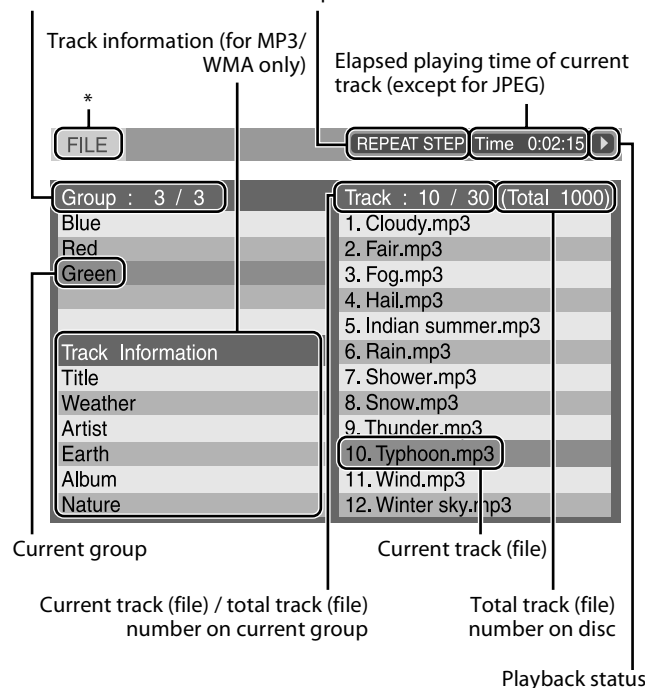 Track information (for MP3/
WMA only)
Elapsed playing time of current
track (except for JPEG)
*
FILE
REPEAT STEP Time 0:02:15
Group : 3 / 3
Blue
Red
Green
Track Information
Title
Weather
Artist
Earth
Album
Nature
Track : 10 / 30 (Total 1000)
1. Cloudy.mp3
2. Fair.mp3
3. Fog.mp3
4. Hail.mp3
5. Indian summer.mp3
6. Rain.mp3
7. Shower.mp3
8. Snow.mp3
9. Thunder.mp3
10. Typhoon.mp3
11. Wind.mp3
12. Winter sky.mp3
Current group
Current track (file)
Current track (file) / total track (file)
number on current group
Total track (file)
number on disc
Playback status